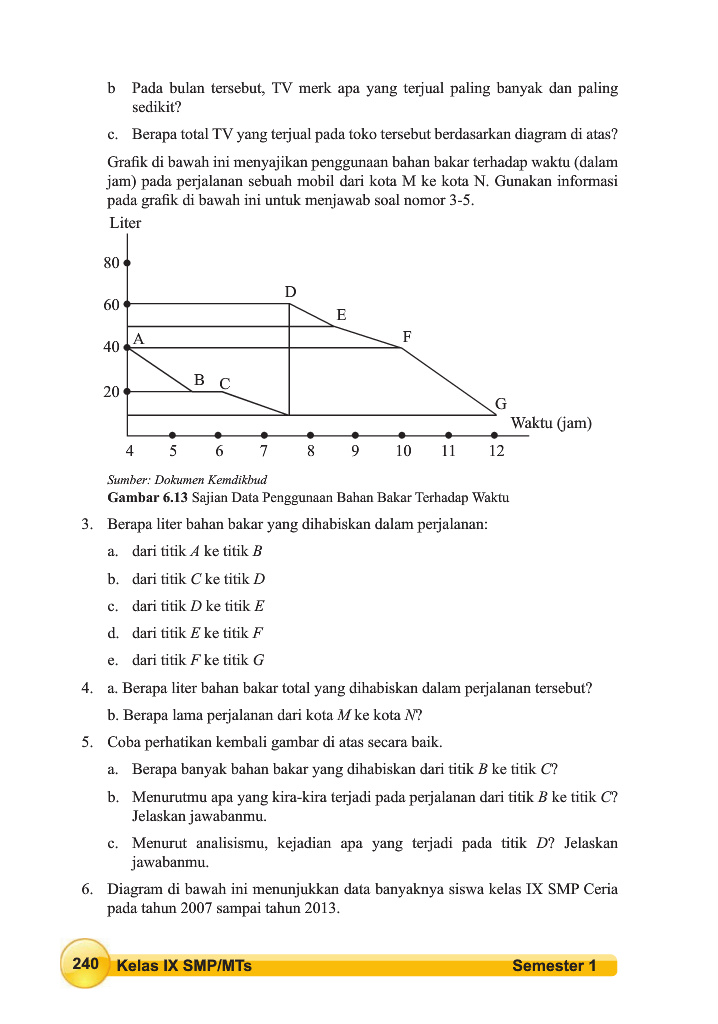 b Pada bulan tersebut, TV merk apa yang terjual paling banyak dan paling
sedikit?
c. Berapa total TV yang terjual pada toko tersebut berdasarkan diagram di atas?
Grafik di bawah ini menyajikan penggunaan bahan bakar terhadap waktu (dalam
jam) pada perjalanan sebuah mobil dari kota M ke kota N. Gunakan informasi
pada grafik di bawah ini untuk menjawab soal nomor 3-5.
Liter
80
D
60
E
F
A
40
B C
20
G
Waktu (jam)
4 5 6 7 8 9 10 11 12
Sumber: Dokumen Kemdikbud
Gambar 6.13 Sajian Data Penggunaan Bahan Bakar Terhadap Waktu
3. Berapa liter bahan bakar yang dihabiskan dalam perjalanan:
a. dari titik A ke titik B
b. dari titik C ke titik D
c. dari titik D ke titik E
d. dari titik E ke titik F
e. dari titik F ke titik G
4. a. Berapa liter bahan bakar total yang dihabiskan dalam perjalanan tersebut?
b. Berapa lama perjalanan dari kota M ke kota N?
5. Coba perhatikan kembali gambar di atas secara baik.
a. Berapa banyak bahan bakar yang dihabiskan dari titik B ke titik C?
b. Menurutmu apa yang kira-kira terjadi pada perjalanan dari titik B ke titik C?
Jelaskan jawabanmu.
c. Menurut analisismu, kejadian apa yang terjadi pada titik D? Jelaskan
jawabanmu.
6. Diagram di bawah ini menunjukkan data banyaknya siswa kelas IX SMP Ceria
pada tahun 2007 sampai tahun 2013.
240 Kelas IX SMP/MTs Semester 1